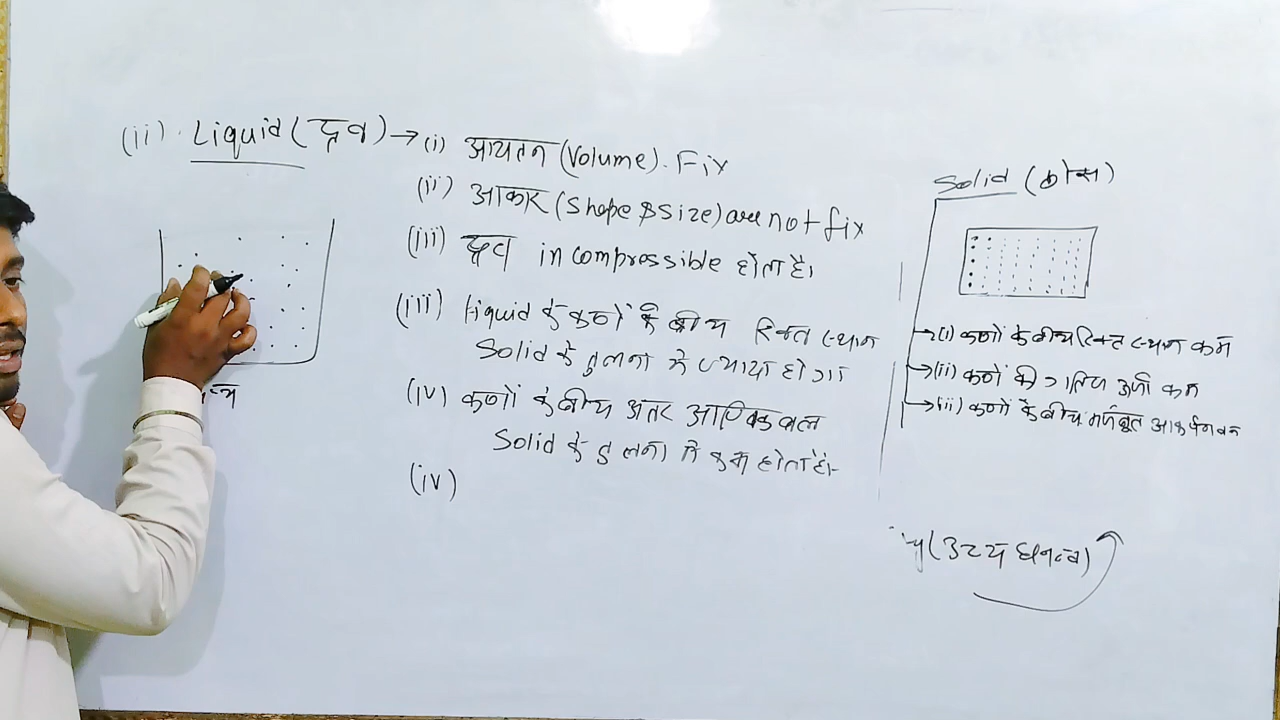 (ii). Liquid (द्रव) → (i) आयतन (Volume). Fix
(ii) आकार (Shape & Size) are not fix
(iii) द्रव incompressible होता है।
(iii) Liquid के कणों के बीच रिक्त स्थान
Solid के तुलना में ज्यादा होगा
(iv) कणों के बीच अंतर आण्विक बल
Solid के तुलना में कम होता है।
(iv)
Solid (ठोस)
→ (i) कणों के बीच रिक्त स्थान कम
→ (ii) कणों की गतिज ऊर्जा कम
→ (iii) कणों के बीच मजबूत आकर्षण
(उच्च घनत्व)